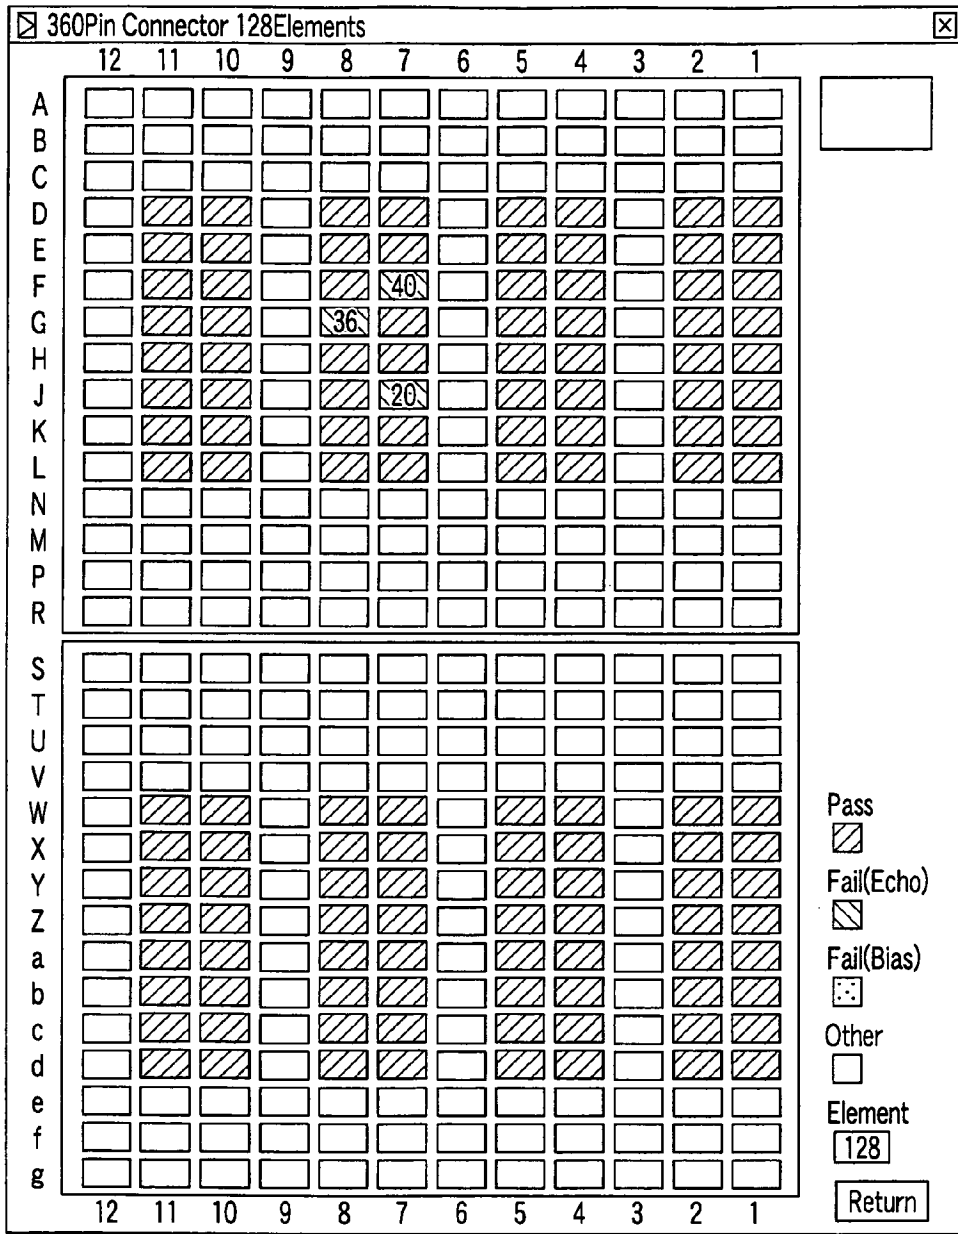 360Pin Connector 128Elements
12 11 10 9 8 7 6 5 4 3 2 1
A
B
C
D
E
F 40
G 36
H
J 20
K
L
N
M
P
R
S
T
U
V
W
X
Y
Z
a
b
c
d
e
f
g
12 11 10 9 8 7 6 5 4 3 2 1
Pass
Fail(Echo)
Fail(Bias)
Other
Element
128
Return